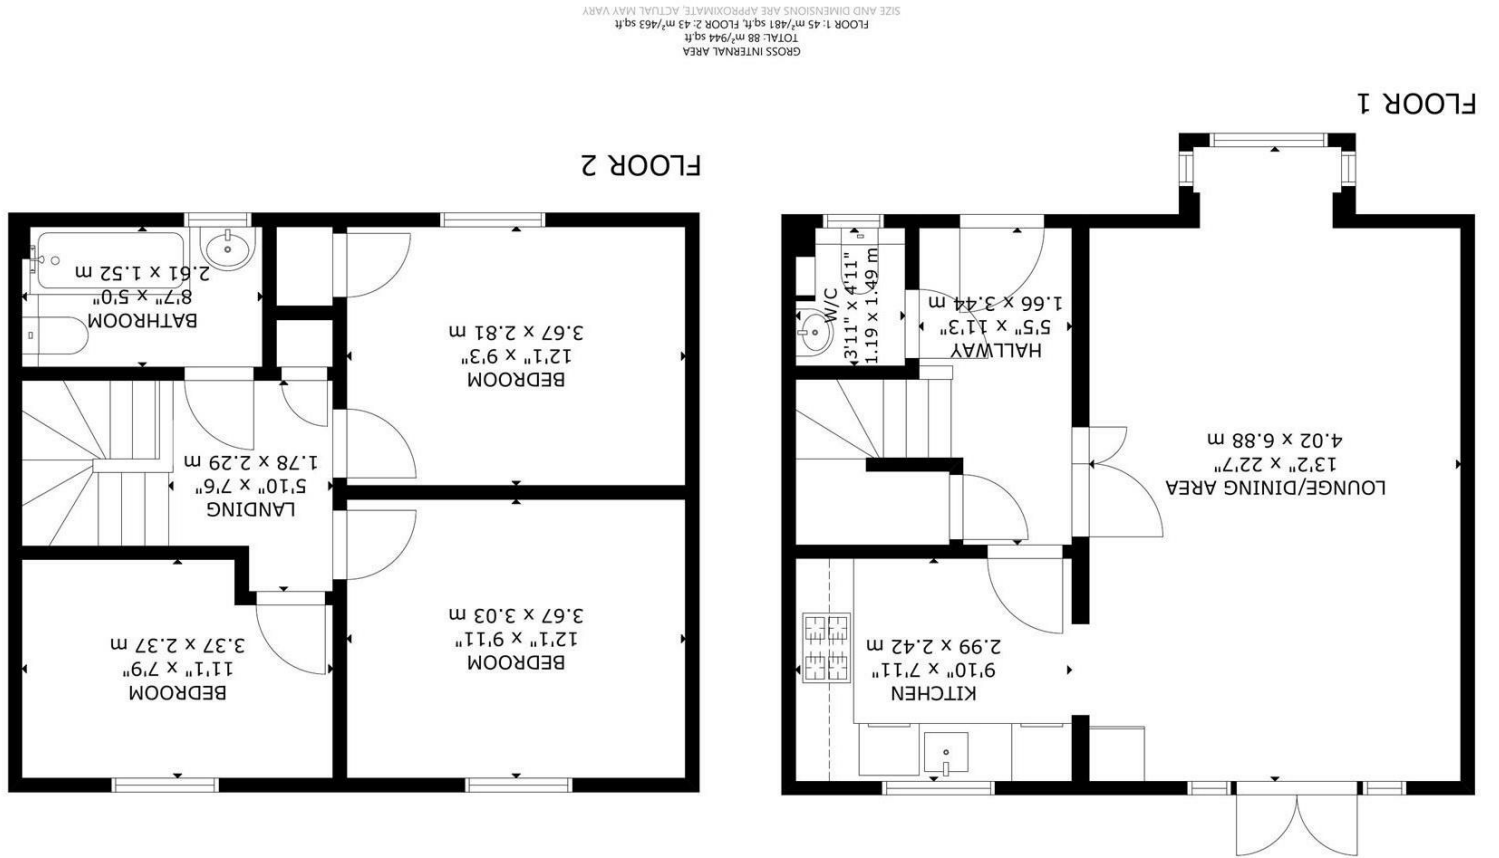 KITCHEN
9'10" x 7'11"
2.99 x 2.42 m
LOUNGE/DINING AREA
13'2" x 22'7"
4.02 x 6.88 m
HALLWAY
5'5" x 11'3"
1.66 x 3.44 m
W/C
3'11" x 4'11"
1.19 x 1.49 m
FLOOR 1
BEDROOM
12'1" x 9'11"
3.67 x 3.03 m
BEDROOM
11'1" x 7'9"
3.37 x 2.37 m
LANDING
5'10" x 7'6"
1.78 x 2.29 m
BEDROOM
12'1" x 9'3"
3.67 x 2.81 m
BATHROOM
8'7" x 5'0"
2.61 x 1.52 m
FLOOR 2
GROSS INTERNAL AREA
TOTAL: 88 m²/944 sq.ft
FLOOR 1: 45 m²/481 sq.ft, FLOOR 2: 43 m²/463 sq.ft
SIZE AND DIMENSIONS ARE APPROXIMATE, ACTUAL MAY VARY